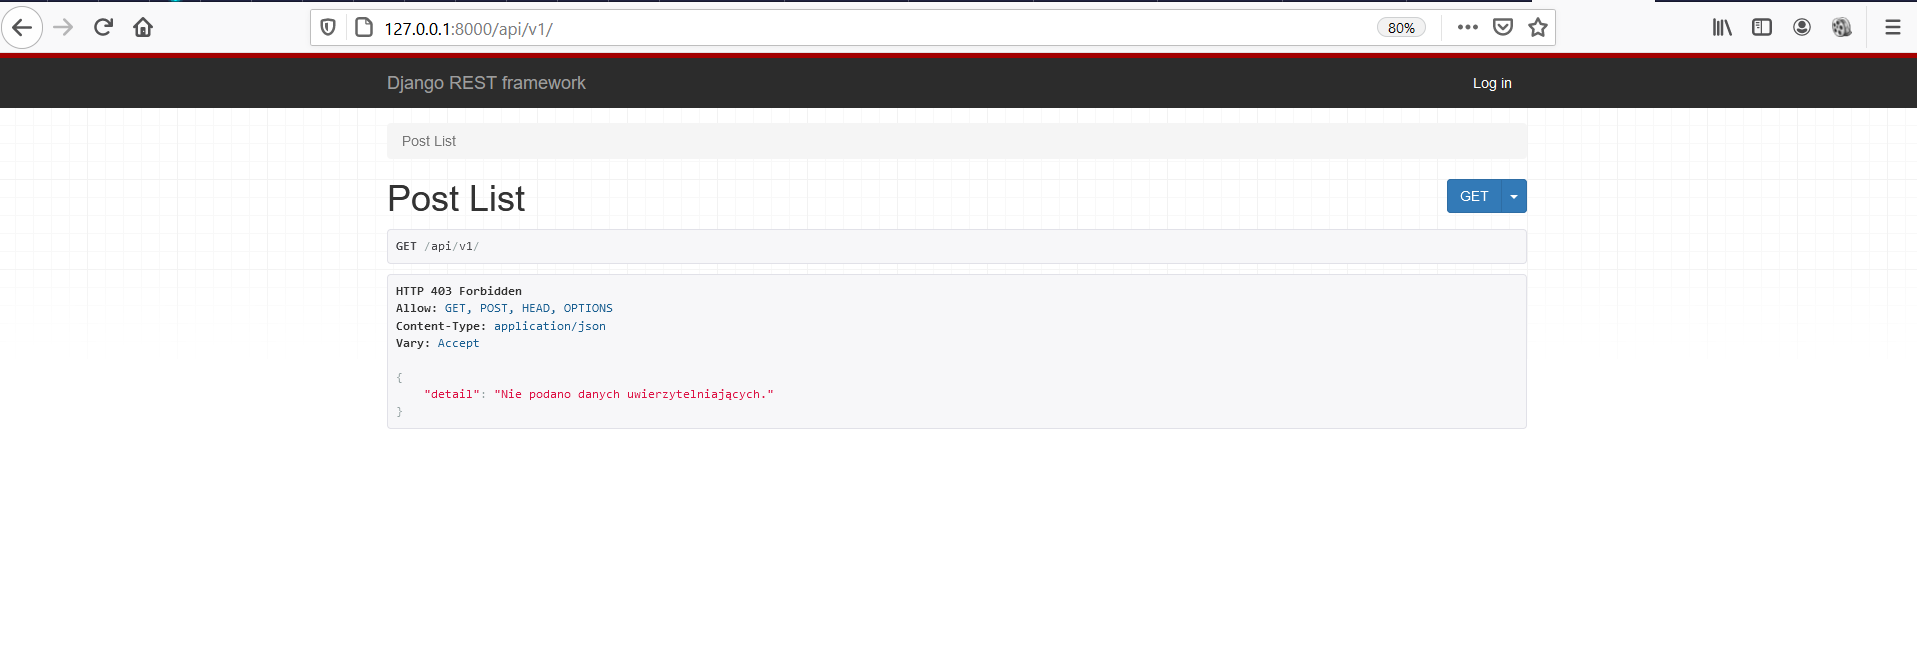 127.0.0.1:8000/api/v1/
80%
Django REST framework
Log in
Post List
Post List
GET
GET /api/v1/
HTTP 403 Forbidden
Allow: GET, POST, HEAD, OPTIONS
Content-Type: application/json
Vary: Accept
{
"detail": "Nie podano danych uwierzytelniających."
}